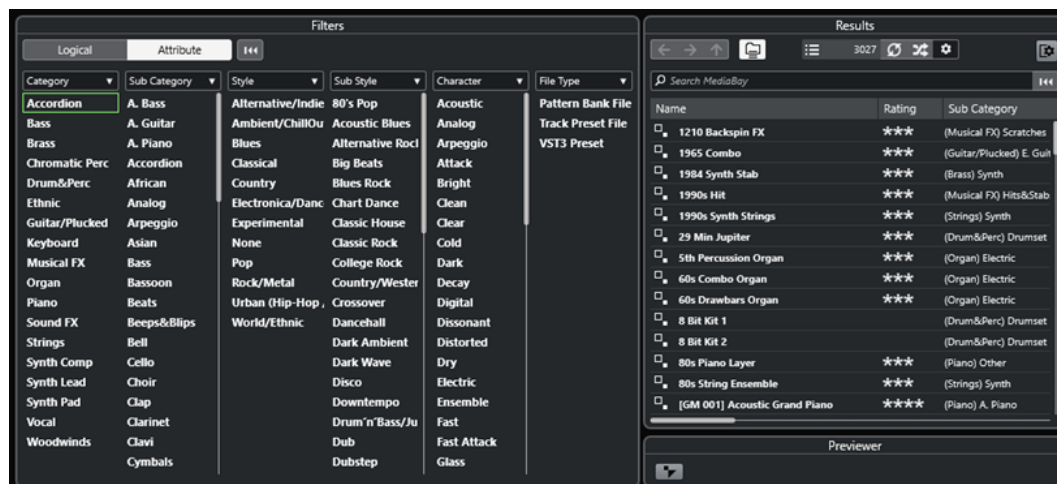 Filters
Logical
Attribute
Category
Sub Category
Style
Sub Style
Character
File Type
Accordion
Bass
Brass
Chromatic Perc
Drum&Perc
Ethnic
Guitar/Plucked
Keyboard
Musical FX
Organ
Piano
Sound FX
Strings
Synth Comp
Synth Lead
Synth Pad
Vocal
Woodwinds
A. Bass
A. Guitar
A. Piano
Accordion
African
Analog
Arpeggio
Asian
Bass
Bassoon
Beats
Beeps&Blips
Bell
Cello
Choir
Clap
Clarinet
Clavi
Cymbals
Alternative/Indie
Ambient/ChillOu
Blues
Classical
Country
Electronica/Danc
Experimental
None
Pop
Rock/Metal
Urban (Hip-Hop ,
World/Ethnic
80's Pop
Acoustic Blues
Alternative Rocl
Big Beats
Blues Rock
Chart Dance
Classic House
Classic Rock
College Rock
Country/Wester
Crossover
Dancehall
Dark Ambient
Dark Wave
Disco
Downtempo
Drum´n´Bass/Ju
Dub
Dubstep
Acoustic
Analog
Arpeggio
Attack
Bright
Clean
Clear
Cold
Dark
Decay
Digital
Dissonant
Distorted
Dry
Electric
Ensemble
Fast
Fast Attack
Glass
Pattern Bank File
Track Preset File
VST3 Preset
Results
3027
Search MediaBay
Name Rating Sub Category
1210 Backspin FX *** (Musical FX) Scratches
1965 Combo *** (Guitar/Plucked) E. Guit
1984 Synth Stab *** (Brass) Synth
1990s Hit *** (Musical FX) Hits&Stab
1990s Synth Strings *** (Strings) Synth
29 Min Jupiter *** (Drum&Perc) Drumset
5th Percussion Organ *** (Organ) Electric
60s Combo Organ *** (Organ) Electric
60s Drawbars Organ *** (Organ) Electric
8 Bit Kit 1 (Drum&Perc) Drumset
8 Bit Kit 2 (Drum&Perc) Drumset
80s Piano Layer *** (Piano) Other
80s String Ensemble *** (Strings) Synth
[GM 001] Acoustic Grand Piano **** (Piano) A. Piano
Previewer